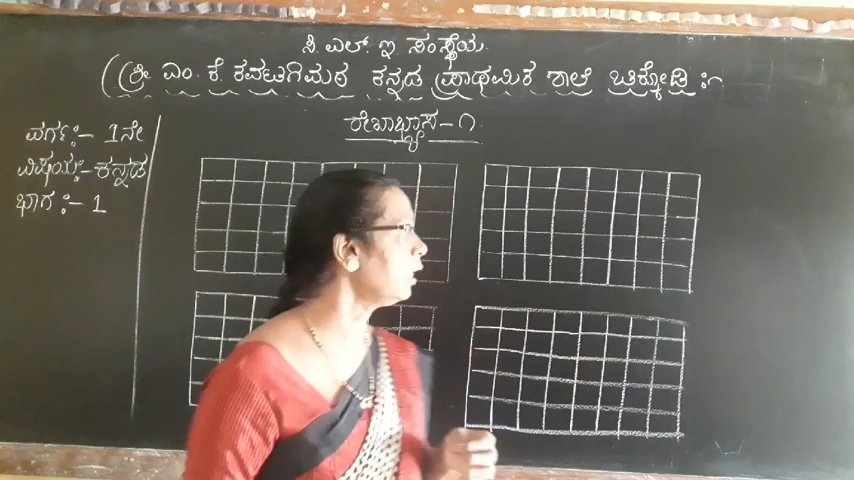 ಸಿ. ಎಲ್. ಇ ಸಂಸ್ಥೆಯ
ಶ್ರೀ ಎಂ. ಕೆ ಕವಟಗಿಮಠ ಕನ್ನಡ ಪ್ರಾಥಮಿಕ ಶಾಲೆ ಚಿಕ್ಕೋಡಿ :-
ರೇಖಾಭ್ಯಾಸ - ೧
ವರ್ಗ :- 1ನೇ
ವಿಷಯ :- ಕನ್ನಡ
ಭಾಗ :- 1